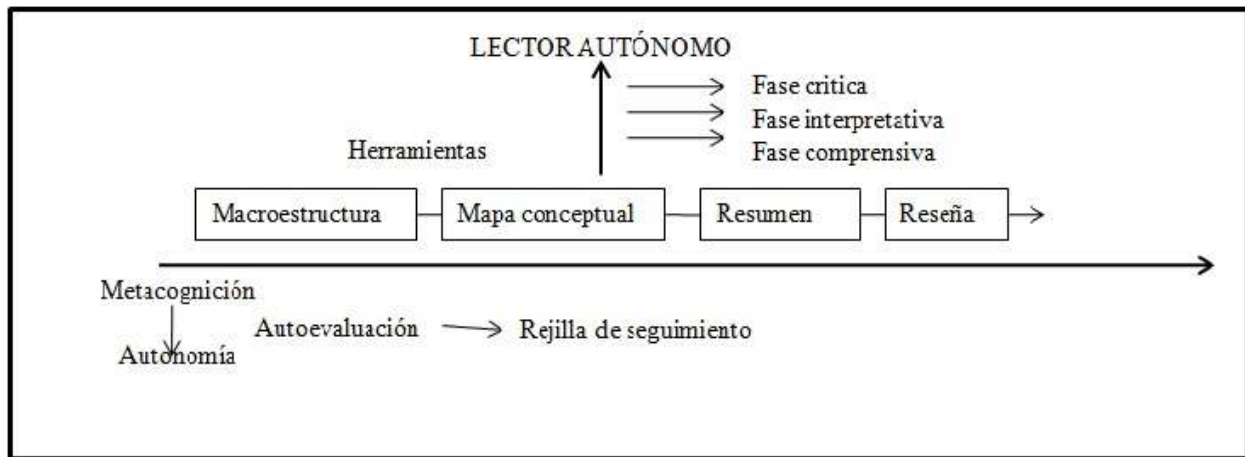 LECTOR AUTÓNOMO
Fase critica
Fase interpretativa
Fase comprensiva
Herramientas
Macroestructura
Mapa conceptual
Resumen
Reseña
Metacognición
Autoevaluación
Rejilla de seguimiento
Autonomía